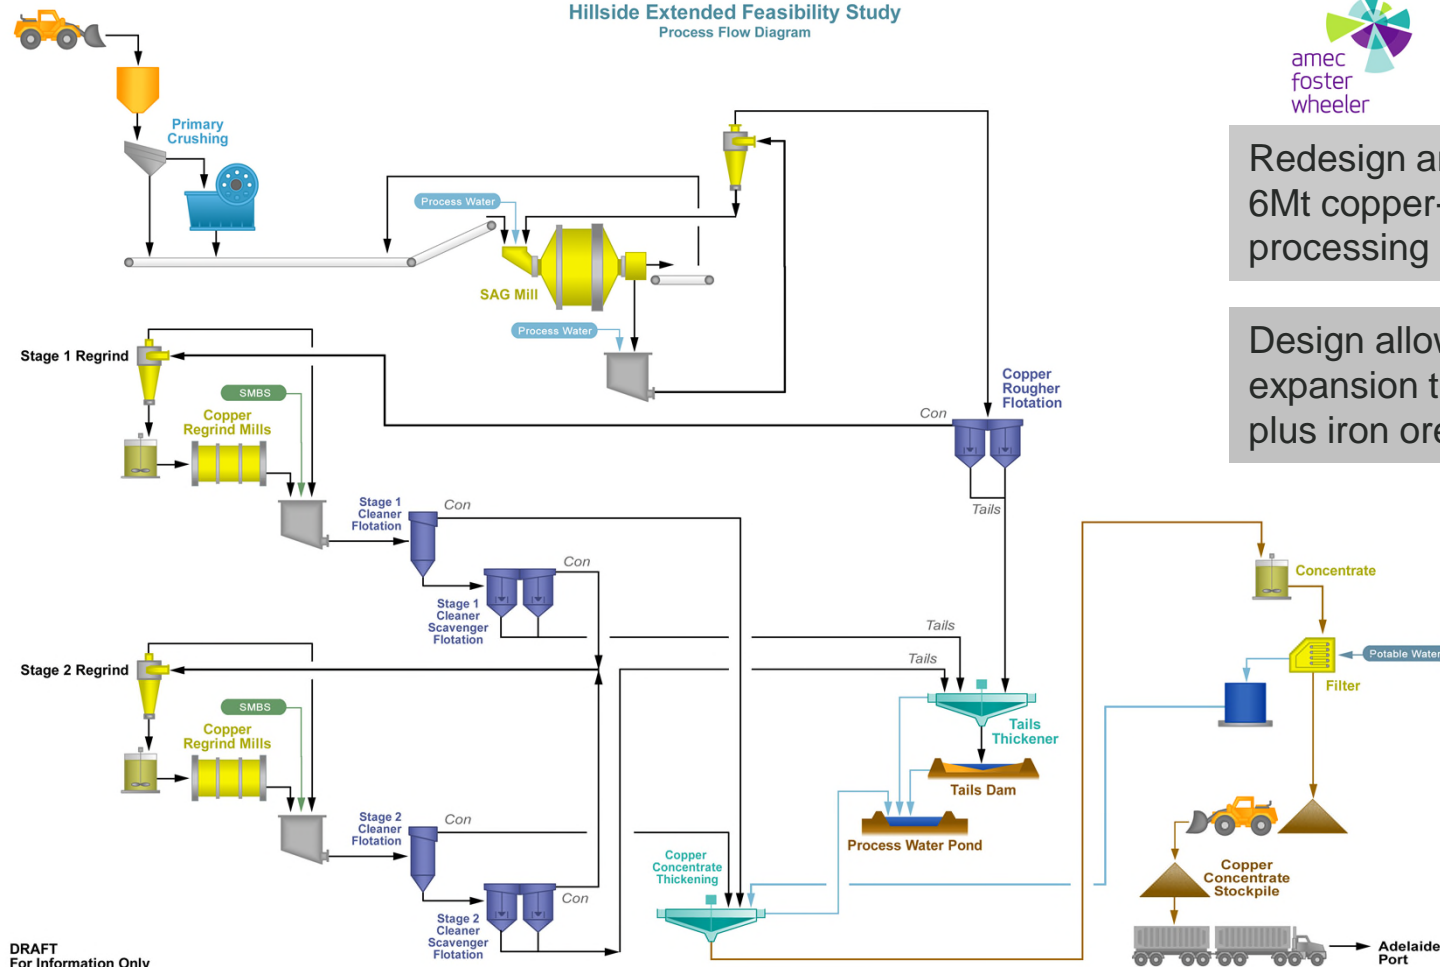 Hillside Extended Feasibility Study
Process Flow Diagram
amec
foster
wheeler
Primary
Crushing
Redesign
6Mt copper-
processing
Process Water
SAG Mill
Process Water
Design
expansion
plus iron
Stage 1 Regrind
Copper
Rougher
Flotation
SMBS
Con
Copper
Regrind Mills
Stage 1
Cleaner
Flotation
Con
Tails
Con
Concentrate
Stage 1
Cleaner
Scavenger
Flotation
Tails
Tails
Potable Water
Stage 2 Regrind
Filter
SMBS
Copper
Regrind Mills
Tails
Thickener
Tails Dam
Stage 2
Cleaner
Flotation
Con
Process Water Pond
Copper
Concentrate
Thickening
Copper
Concentrate
Stockpile
Con
Stage 2
Cleaner
Scavenger
Flotation
DRAFT
For Information Only
Adelaide
Port